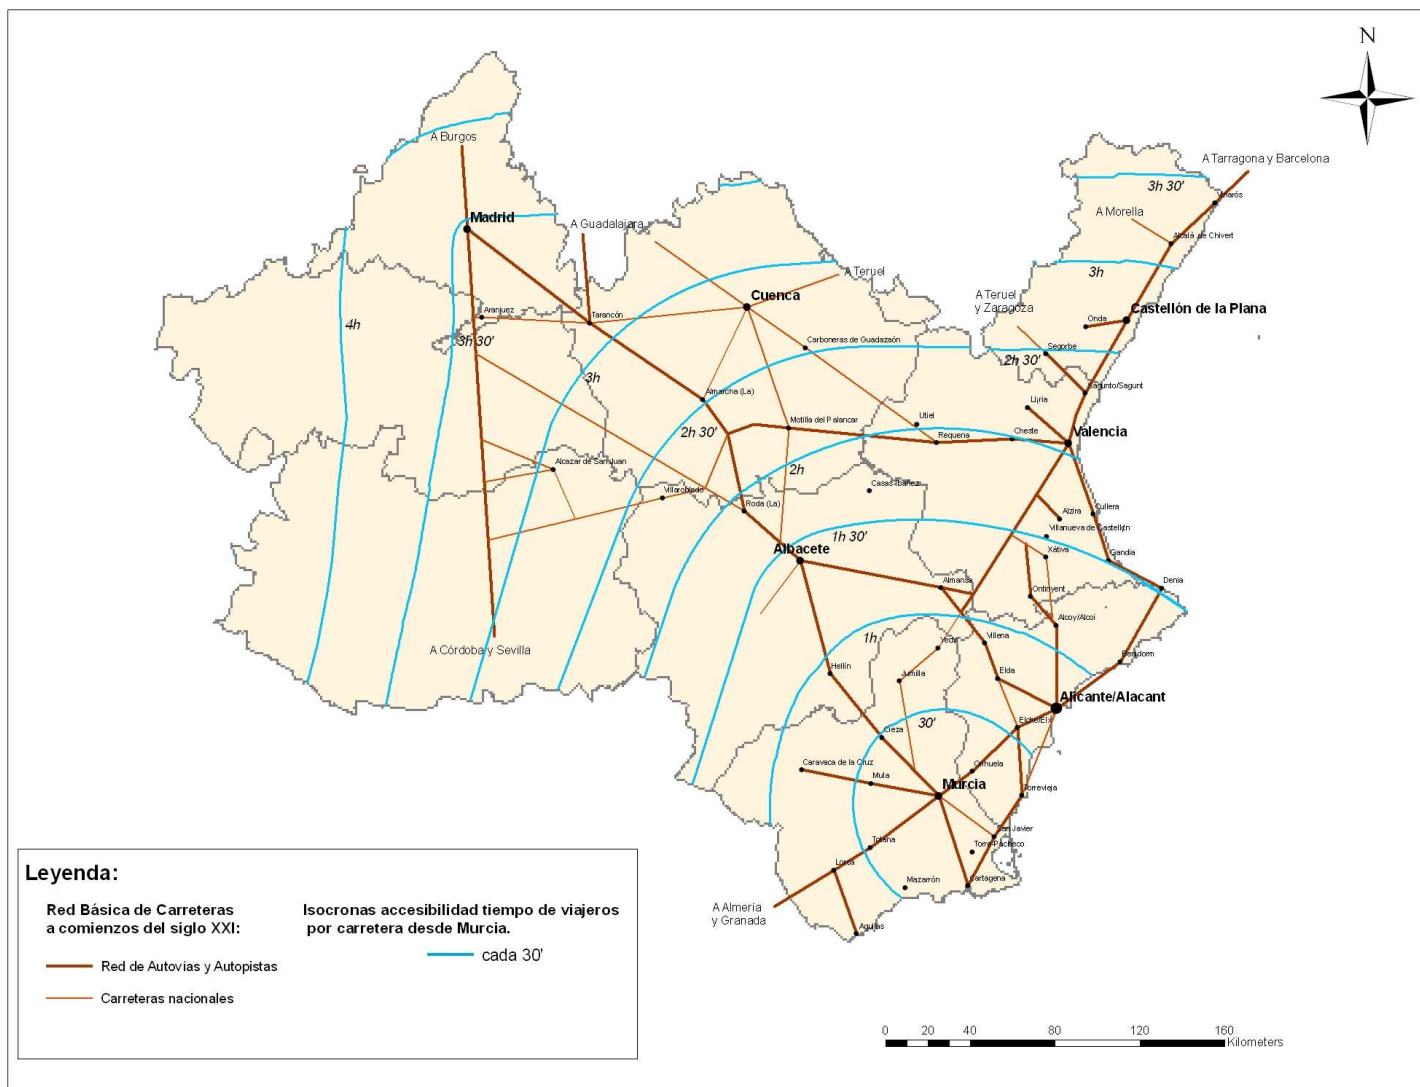 N
A Burgos
A Tarragona y Barcelona
3h 30'
Vinarós
Madrid
A Guadalajara
A Morella
Alcalá de Chivert
A Teruel
3h
Cuenca
A Teruel
y Zaragoza
Castellón de la Plana
Onda
Aranjuez
Tarancón
4h
3h 30'
Carboneras de Guadazaón
Segorbe
2h 30'
3h
Sagunto/Sagunt
Almarcha (La)
Llíria
2h 30'
Motilla del Palancar
Utiel
Requena
Cheste
Valencia
Alcazar de San Juan
2h
Villarobledo
Casas Ibañez
Roda (La)
Cullera
Alzira
Villanueva de Castellón
1h 30'
Albacete
Xátiva
Gandia
Almansa
Denia
Ontinyent
Alcoy/Alcoi
1h
A Córdoba y Sevilla
Yecla
Villena
Benidorm
Hellín
Jumilla
Elda
Alicante/Alacant
30'
Elche/Elx
Cieza
Caravaca de la Cruz
Mula
Orihuela
Murcia
Torrevieja
San Javier
Totana
Torre-Pacheco
Lorca
Mazarrón
Cartagena
A Almería
y Granada
Aguilas
Leyenda:
Red Básica de Carreteras
a comienzos del siglo XXI:
Red de Autovías y Autopistas
Carreteras nacionales
Isocronas accesibilidad tiempo de viajeros
por carretera desde Murcia.
cada 30'
0 20 40 80 120 160
Kilometers